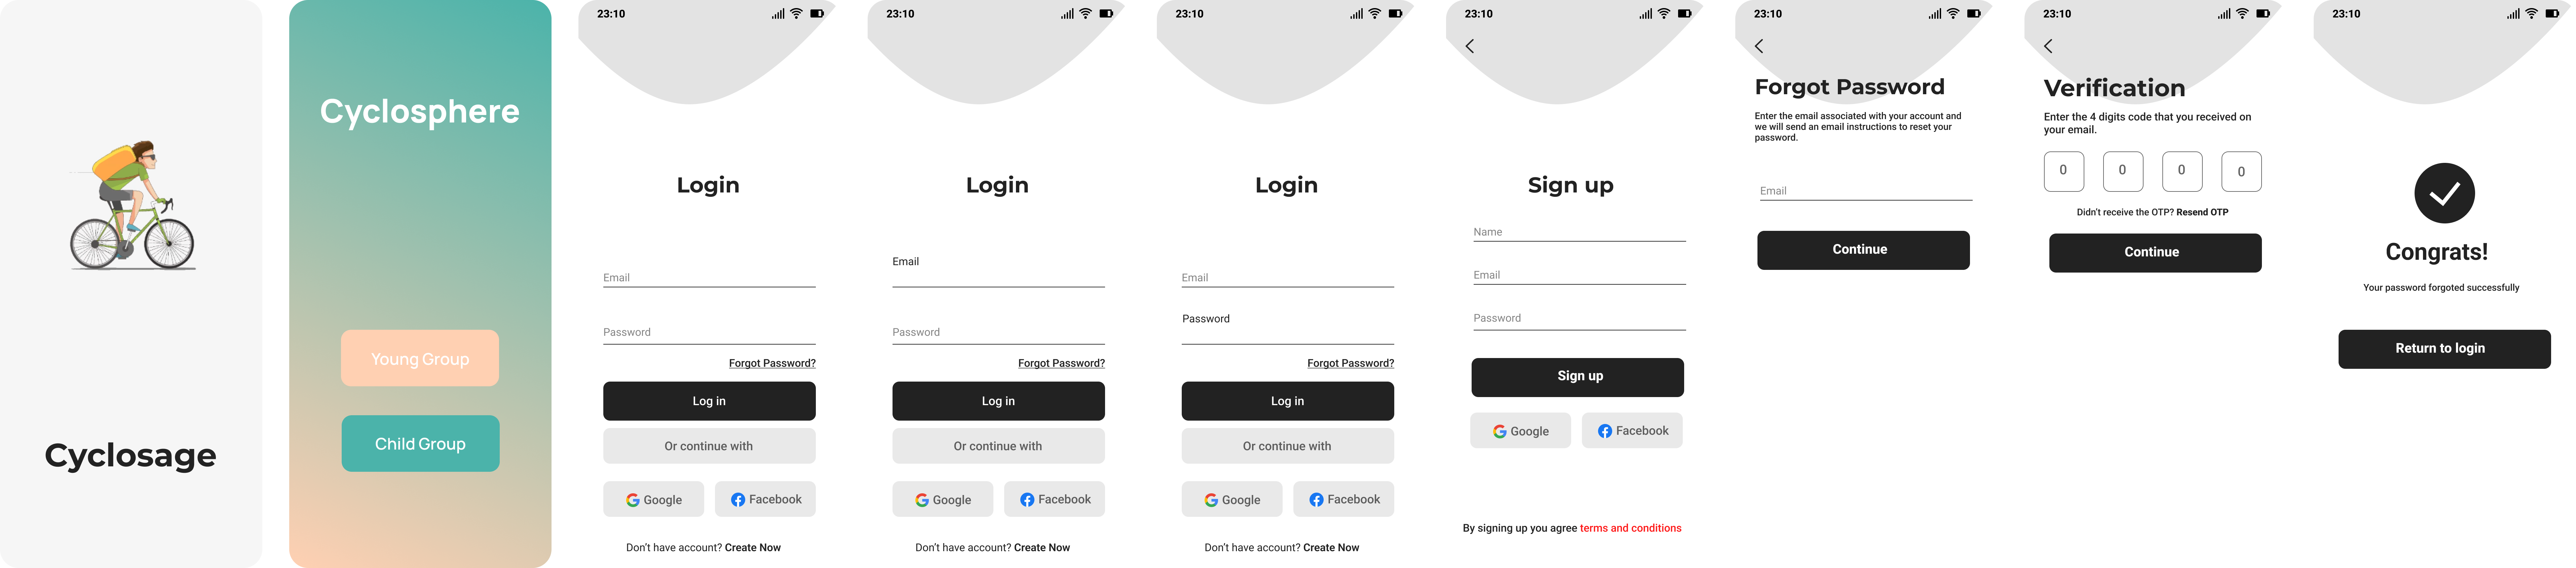 Cyclosage
Cyclosphere
Young Group
Child Group
23:10
Login
Email
Password
Forgot Password?
Log in
Or continue with
Google
Facebook
Don't have account? Create Now
23:10
Login
Email
Password
Forgot Password?
Log in
Or continue with
Google
Facebook
Don't have account? Create Now
23:10
Login
Email
Password
Forgot Password?
Log in
Or continue with
Google
Facebook
Don't have account? Create Now
23:10
Sign up
Name
Email
Password
Sign up
Google
Facebook
By signing up you agree terms and conditions
23:10
Forgot Password
Enter the email associated with your account and
we will send an email instructions to reset your
password.
Email
Continue
23:10
Verification
Enter the 4 digits code that you received on
your email.
0 0 0 0
Didn't receive the OTP? Resend OTP
Continue
23:10
Congrats!
Your password forgoted successfully
Return to login